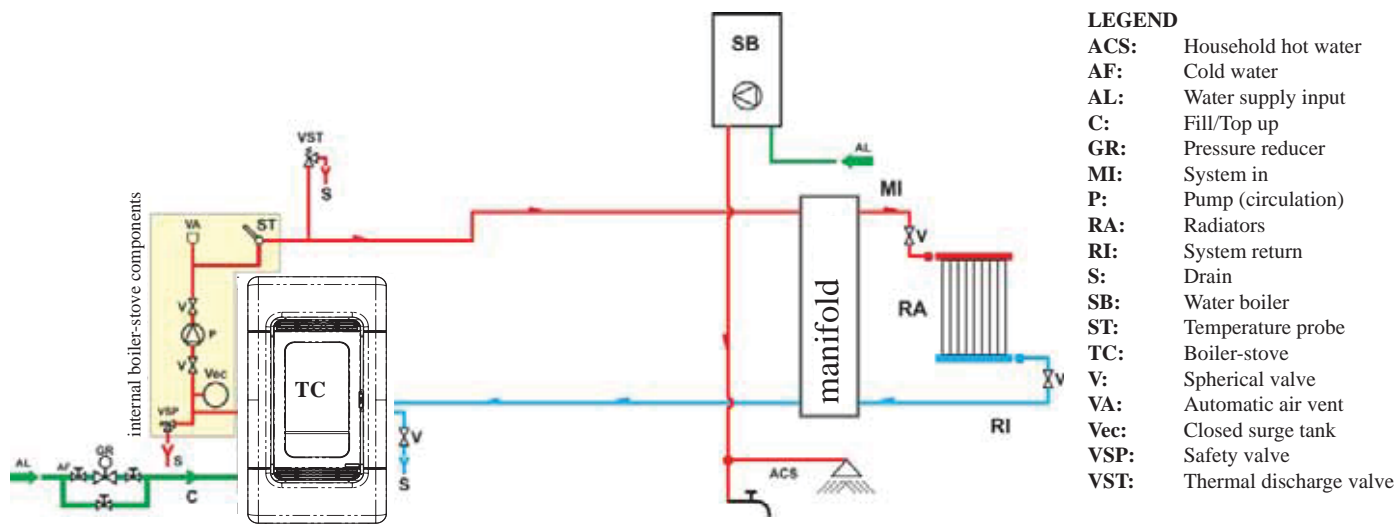 SB
AL
VST
S
MI
V
VA
ST
internal boiler-stove components
V
P
V
Vec
VSP
S
TC
V
S
manifold
RA
V
RI
AL
AF
GR
C
ACS
LEGEND
ACS: Household hot water
AF: Cold water
AL: Water supply input
C: Fill/Top up
GR: Pressure reducer
MI: System in
P: Pump (circulation)
RA: Radiators
RI: System return
S: Drain
SB: Water boiler
ST: Temperature probe
TC: Boiler-stove
V: Spherical valve
VA: Automatic air vent
Vec: Closed surge tank
VSP: Safety valve
VST: Thermal discharge valve